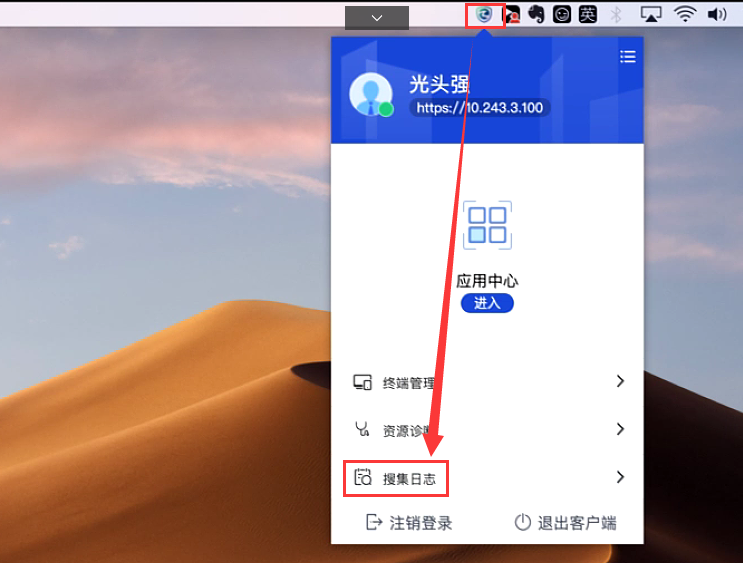 英
光头强
https://10.243.3.100
应用中心
进入
终端管理
资源诊断
搜集日志
注销登录
退出客户端